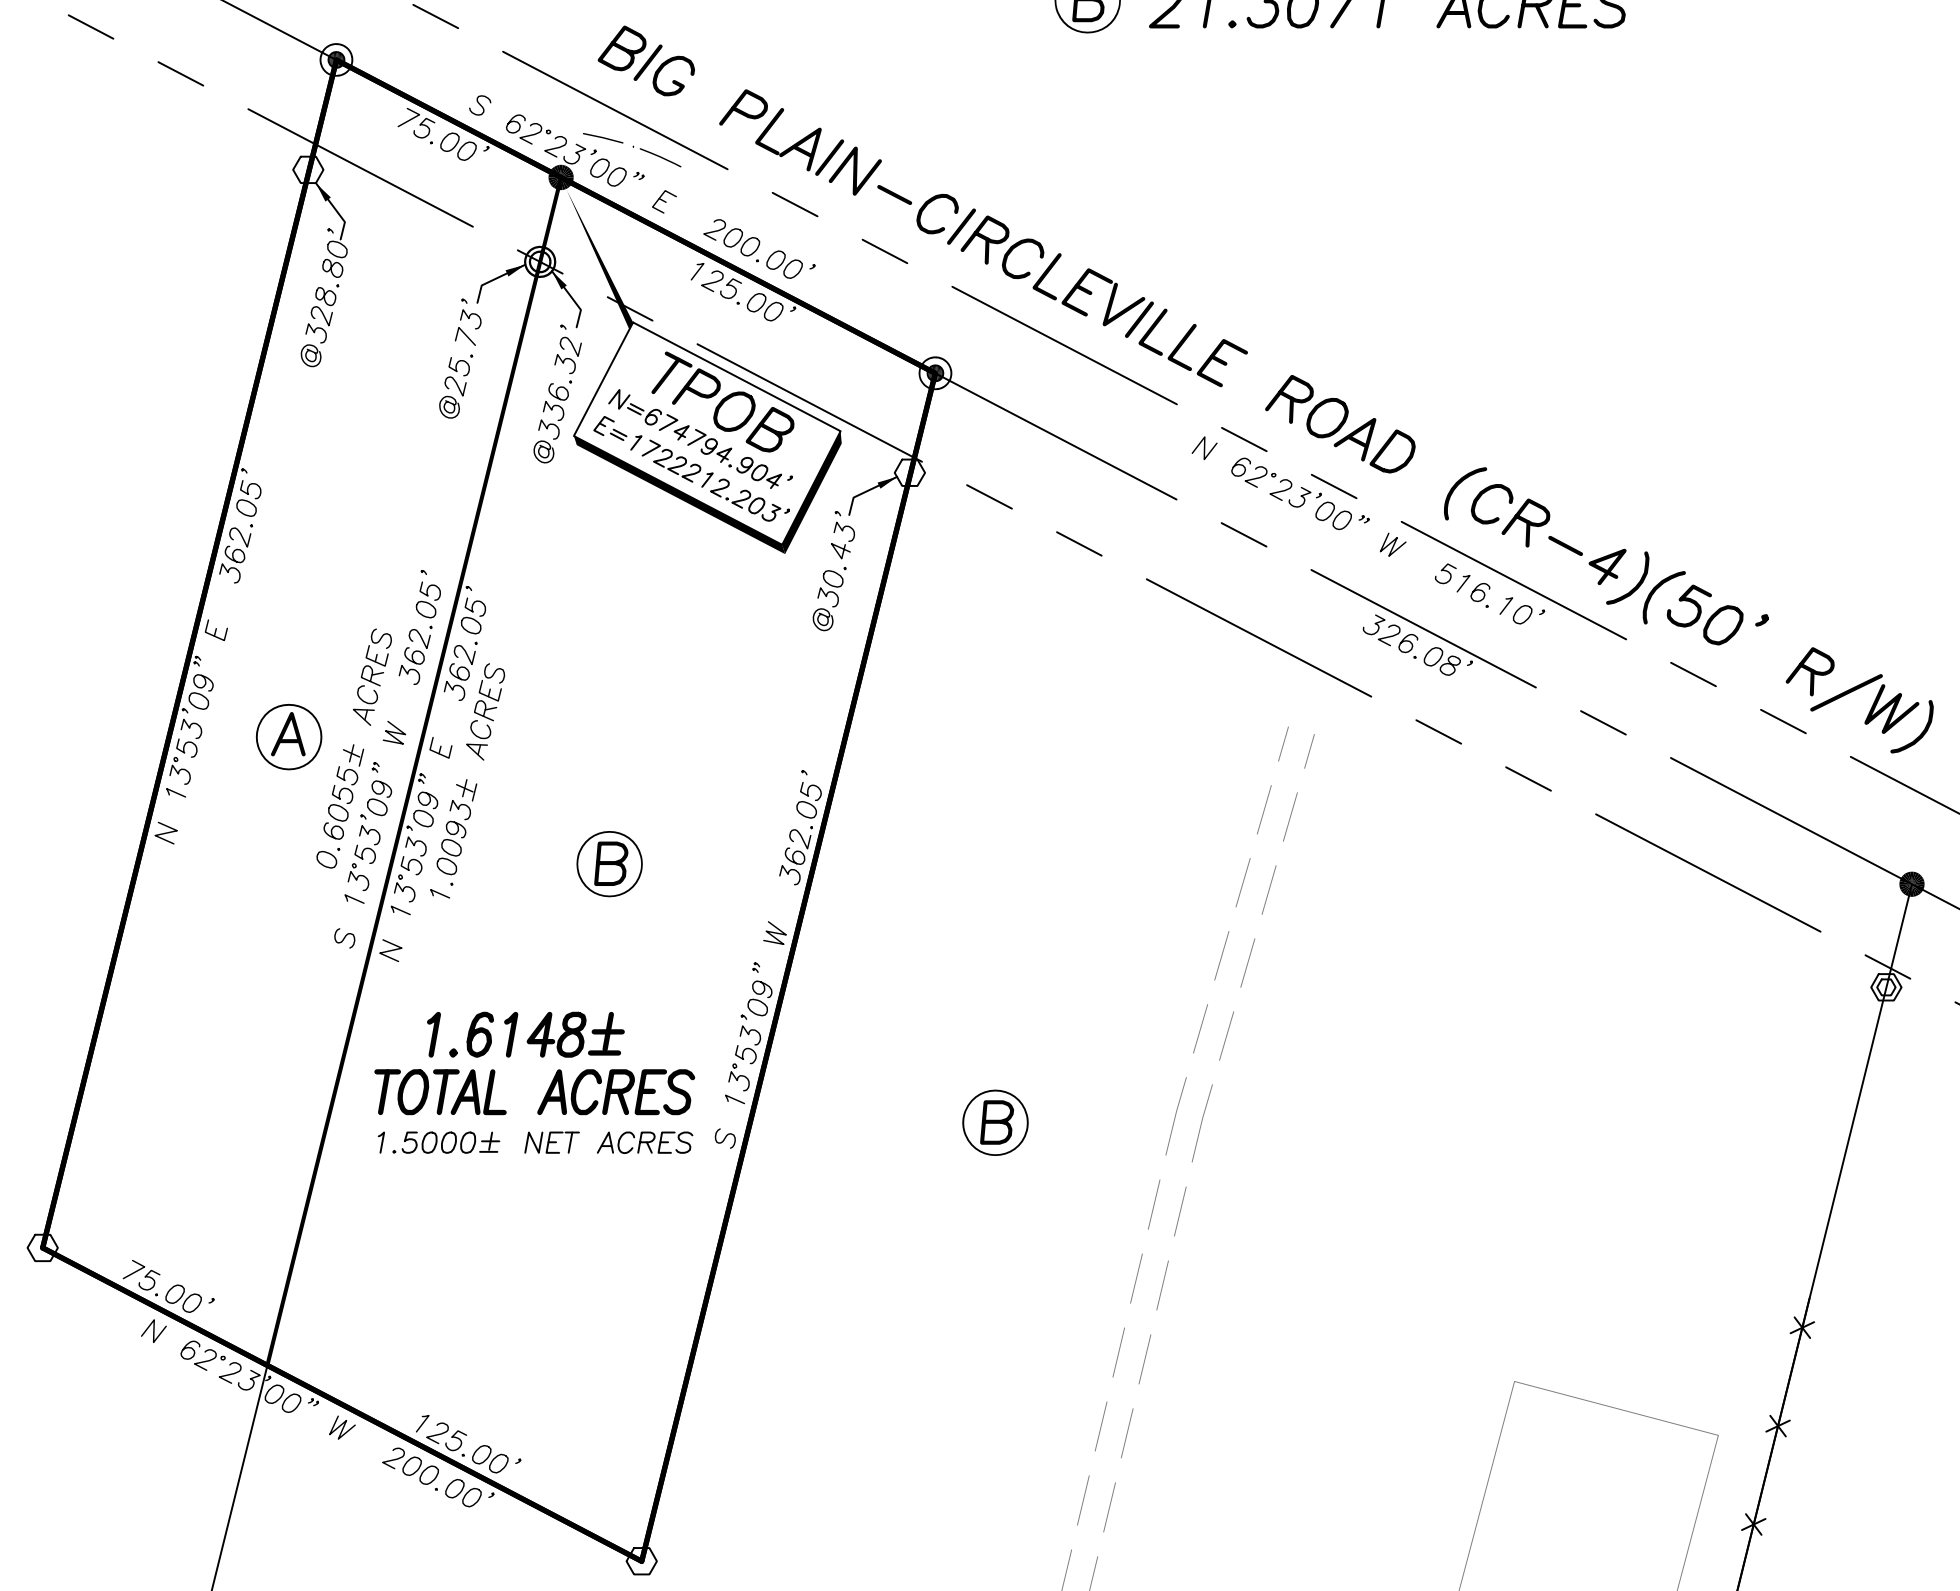 B 21.3071 ACRES
BIG PLAIN-CIRCLEVILLE ROAD (CR-4)(50' R/W)
S 62°23'00" E 200.00'
75.00'
125.00'
N 62°23'00" W 516.10'
326.08'
@328.80'
@25.73'
@336.32'
TPOB
N=674794.904'
E=1722212.203'
@30.43'
N 13°53'09" E 362.05'
A
0.6055± ACRES
S 13°53'09" W 362.05'
N 13°53'09" E 362.05'
1.0093± ACRES
B
S 13°53'09" W 362.05'
1.6148±
TOTAL ACRES
1.5000± NET ACRES
B
75.00'
125.00'
N 62°23'00" W 200.00'